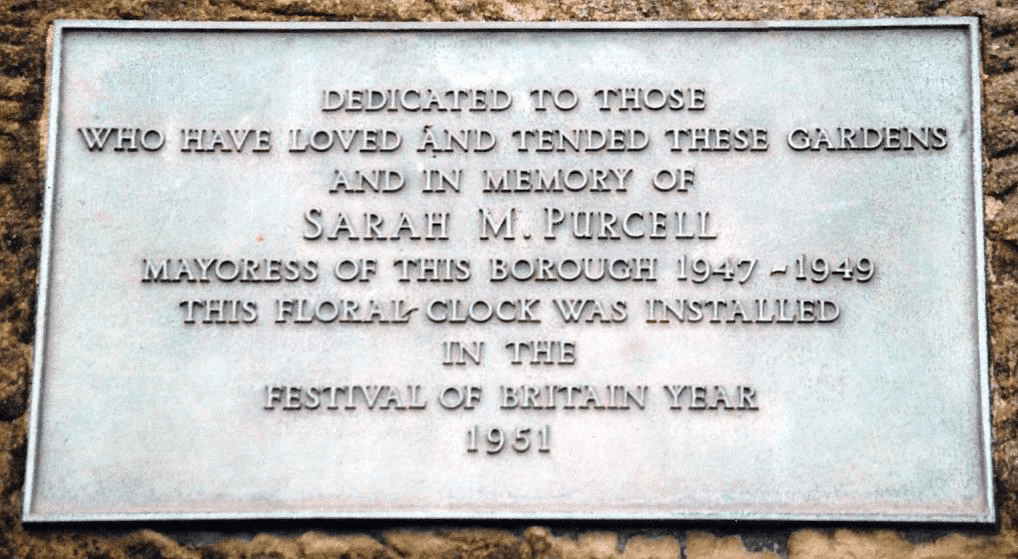 DEDICATED TO THOSE
WHO HAVE LOVED AND TENDED THESE GARDENS
AND IN MEMORY OF
SARAH M. PURCELL
MAYORESS OF THIS BOROUGH 1947 - 1949
THIS FLORAL CLOCK WAS INSTALLED
IN THE
FESTIVAL OF BRITAIN YEAR
1951